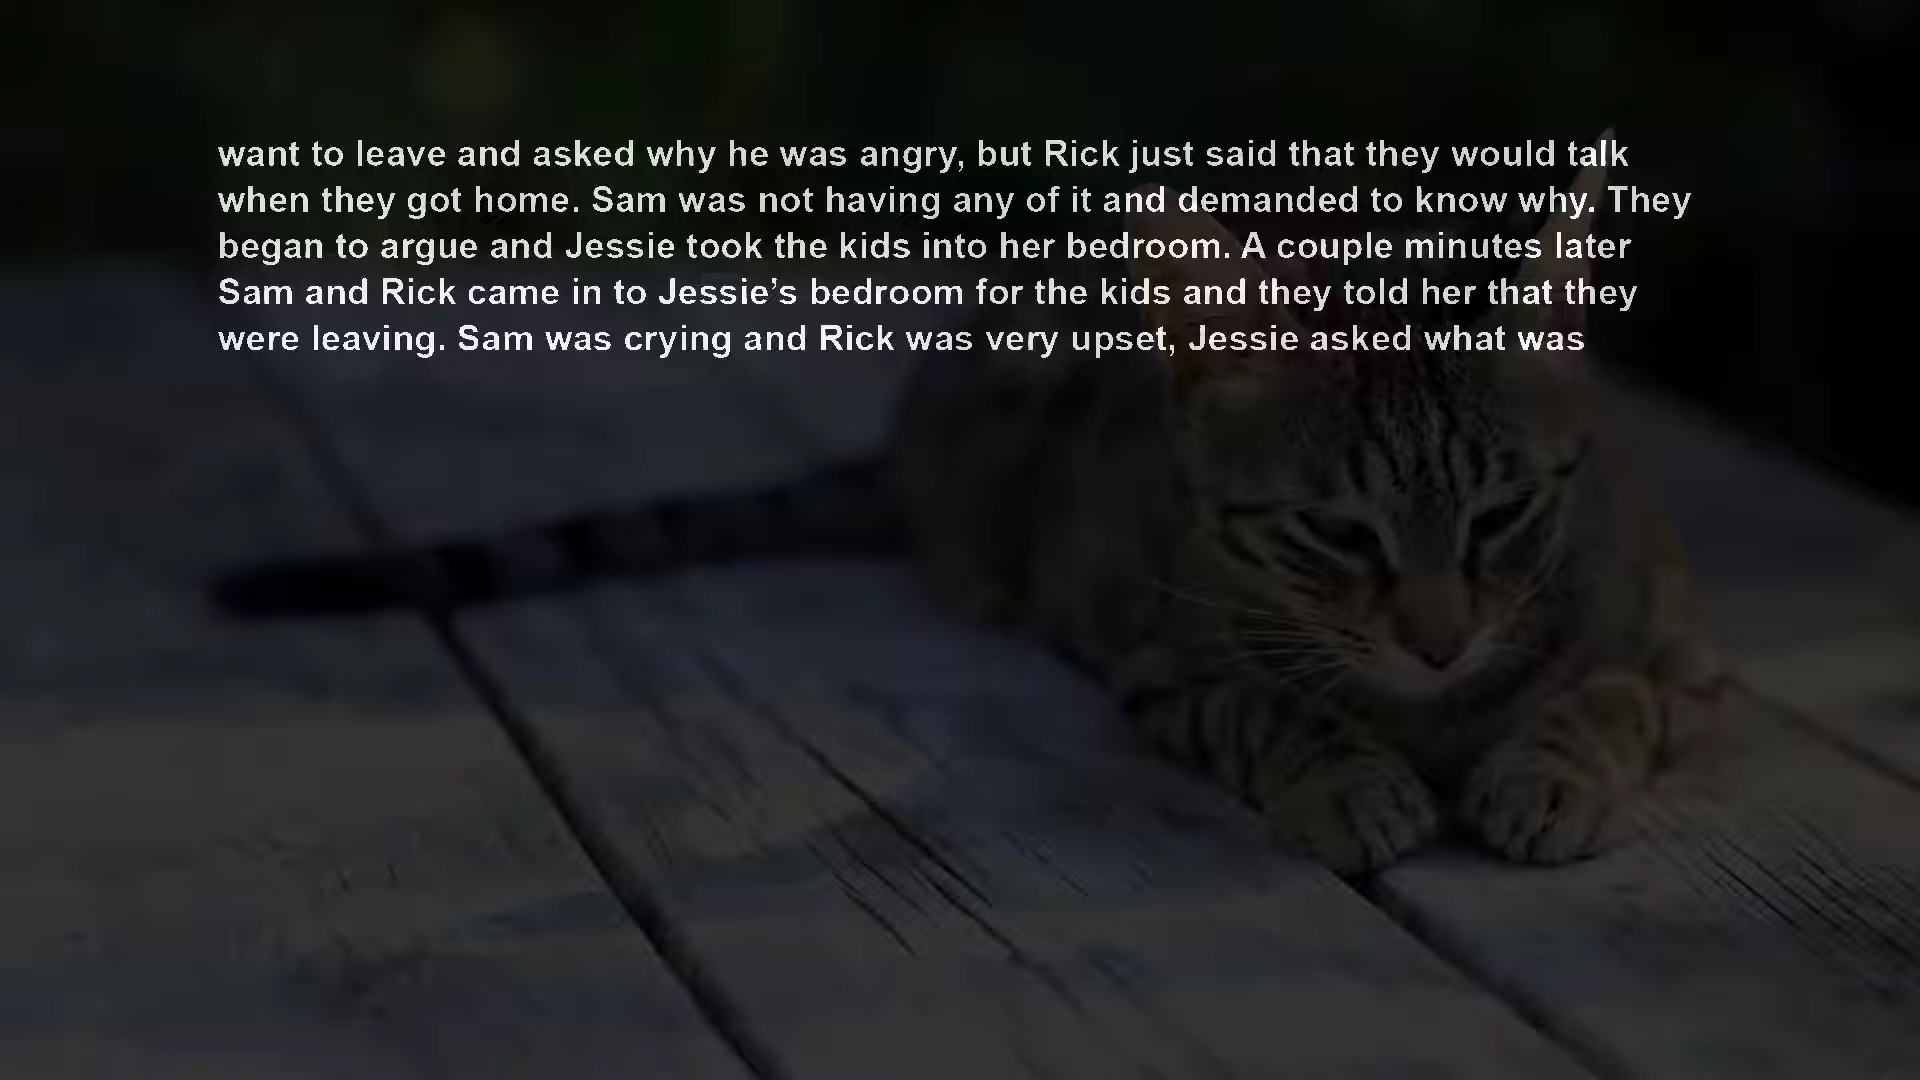 want to leave and asked why he was angry, but Rick just said that they would talk
when they got home. Sam was not having any of it and demanded to know why. They
began to argue and Jessie took the kids into her bedroom. A couple minutes later
Sam and Rick came in to Jessie’s bedroom for the kids and they told her that they
were leaving. Sam was crying and Rick was very upset, Jessie asked what was